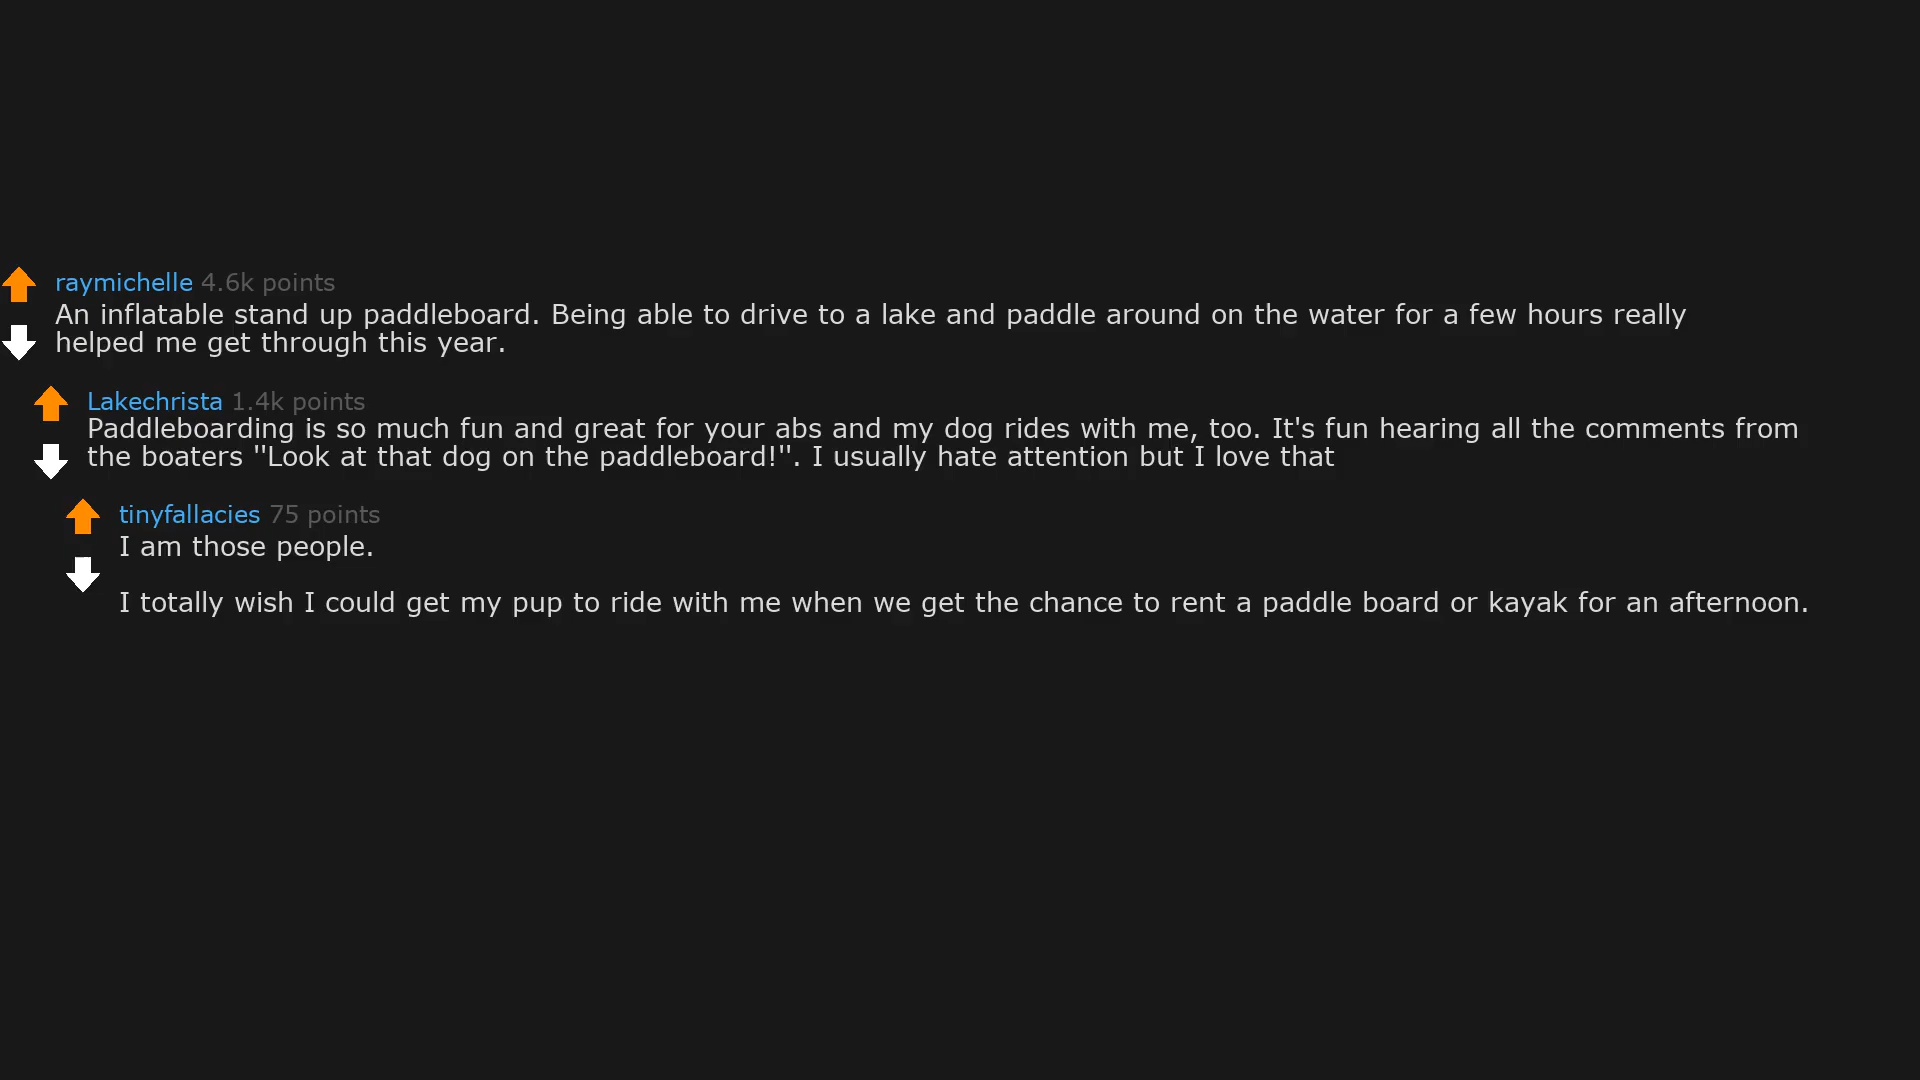 raymichelle 4.6k points
An inflatable stand up paddleboard. Being able to drive to a lake and paddle around on the water for a few hours really
helped me get through this year.
Lakechrista 1.4k points
Paddleboarding is so much fun and great for your abs and my dog rides with me, too. It's fun hearing all the comments from
the boaters "Look at that dog on the paddleboard!". I usually hate attention but I love that
tinyfallacies 75 points
I am those people.
I totally wish I could get my pup to ride with me when we get the chance to rent a paddle board or kayak for an afternoon.